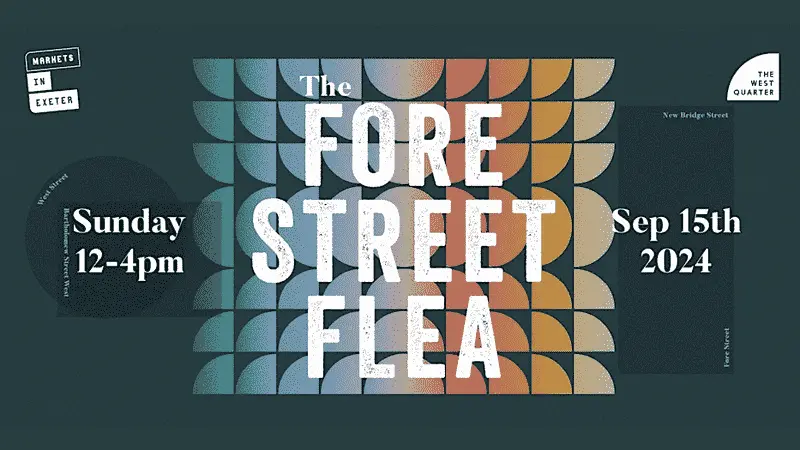 MARKETS
IN
EXETER
THE
WEST
QUARTER
The
FORE
STREET
FLEA
New Bridge Street
West Street
Bartholomew Street West
Sunday
12-4pm
Sep 15th
2024
Fore Street